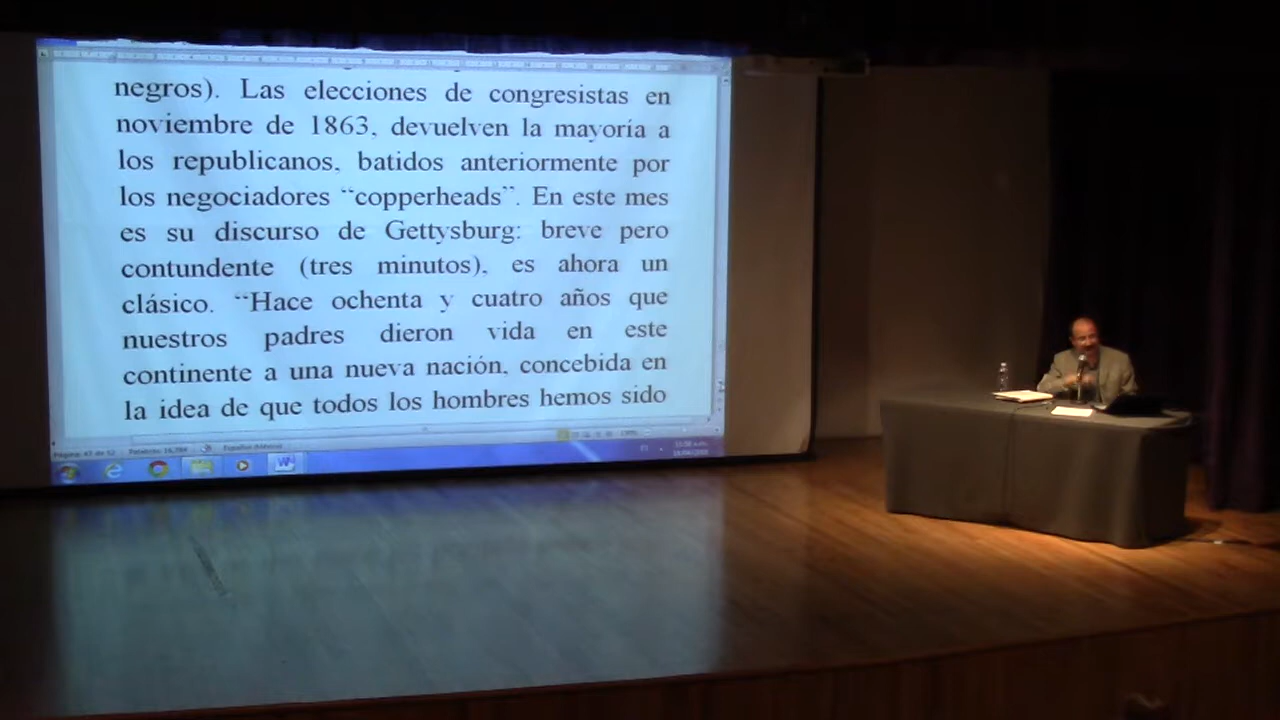 negros). Las elecciones de congresistas en
noviembre de 1863, devuelven la mayoría a
los republicanos, batidos anteriormente por
los negociadores “copperheads”. En este mes
es su discurso de Gettysburg: breve pero
contundente (tres minutos), es ahora un
clásico. “Hace ochenta y cuatro años que
nuestros padres dieron vida en este
continente a una nueva nación, concebida en
la idea de que todos los hombres hemos sido